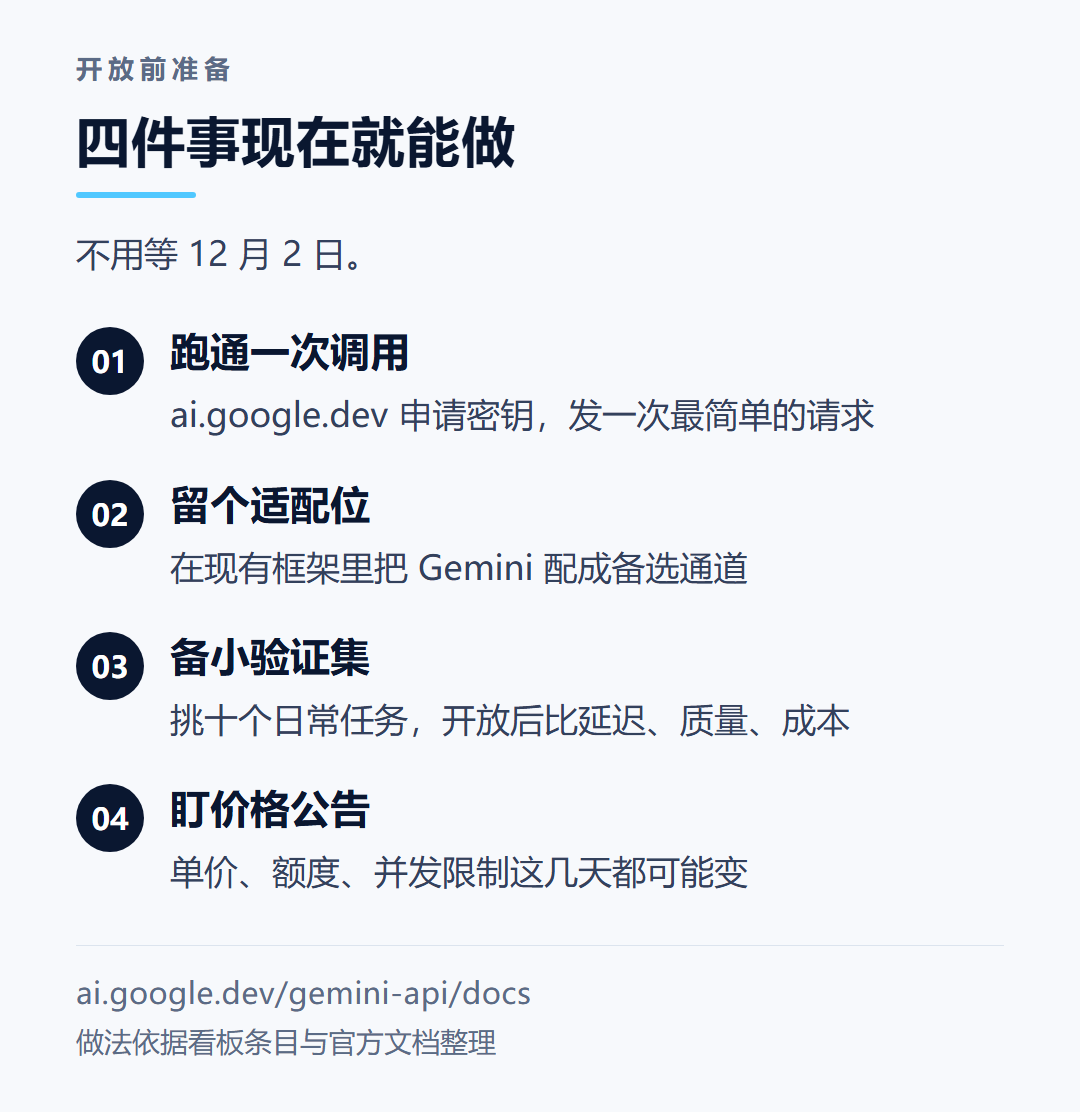 开放前准备
四件事现在就能做
不用等 12 月 2 日。
01
跑通一次调用
ai.google.dev 申请密钥，发一次最简单的请求
02
留个适配位
在现有框架里把 Gemini 配成备选通道
03
备小验证集
挑十个日常任务，开放后比延迟、质量、成本
04
盯价格公告
单价、额度、并发限制这几天都可能变
ai.google.dev/gemini-api/docs
做法依据看板条目与官方文档整理